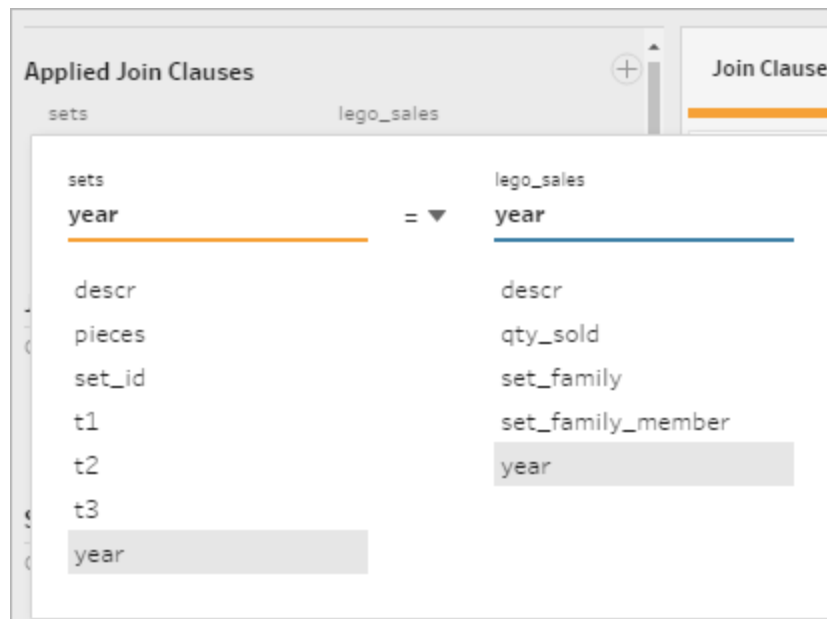 Applied Join Clauses
sets lego_sales
Join Clause
sets
year
=
lego_sales
year
descr
pieces
set_id
t1
t2
t3
year
descr
qty_sold
set_family
set_family_member
year